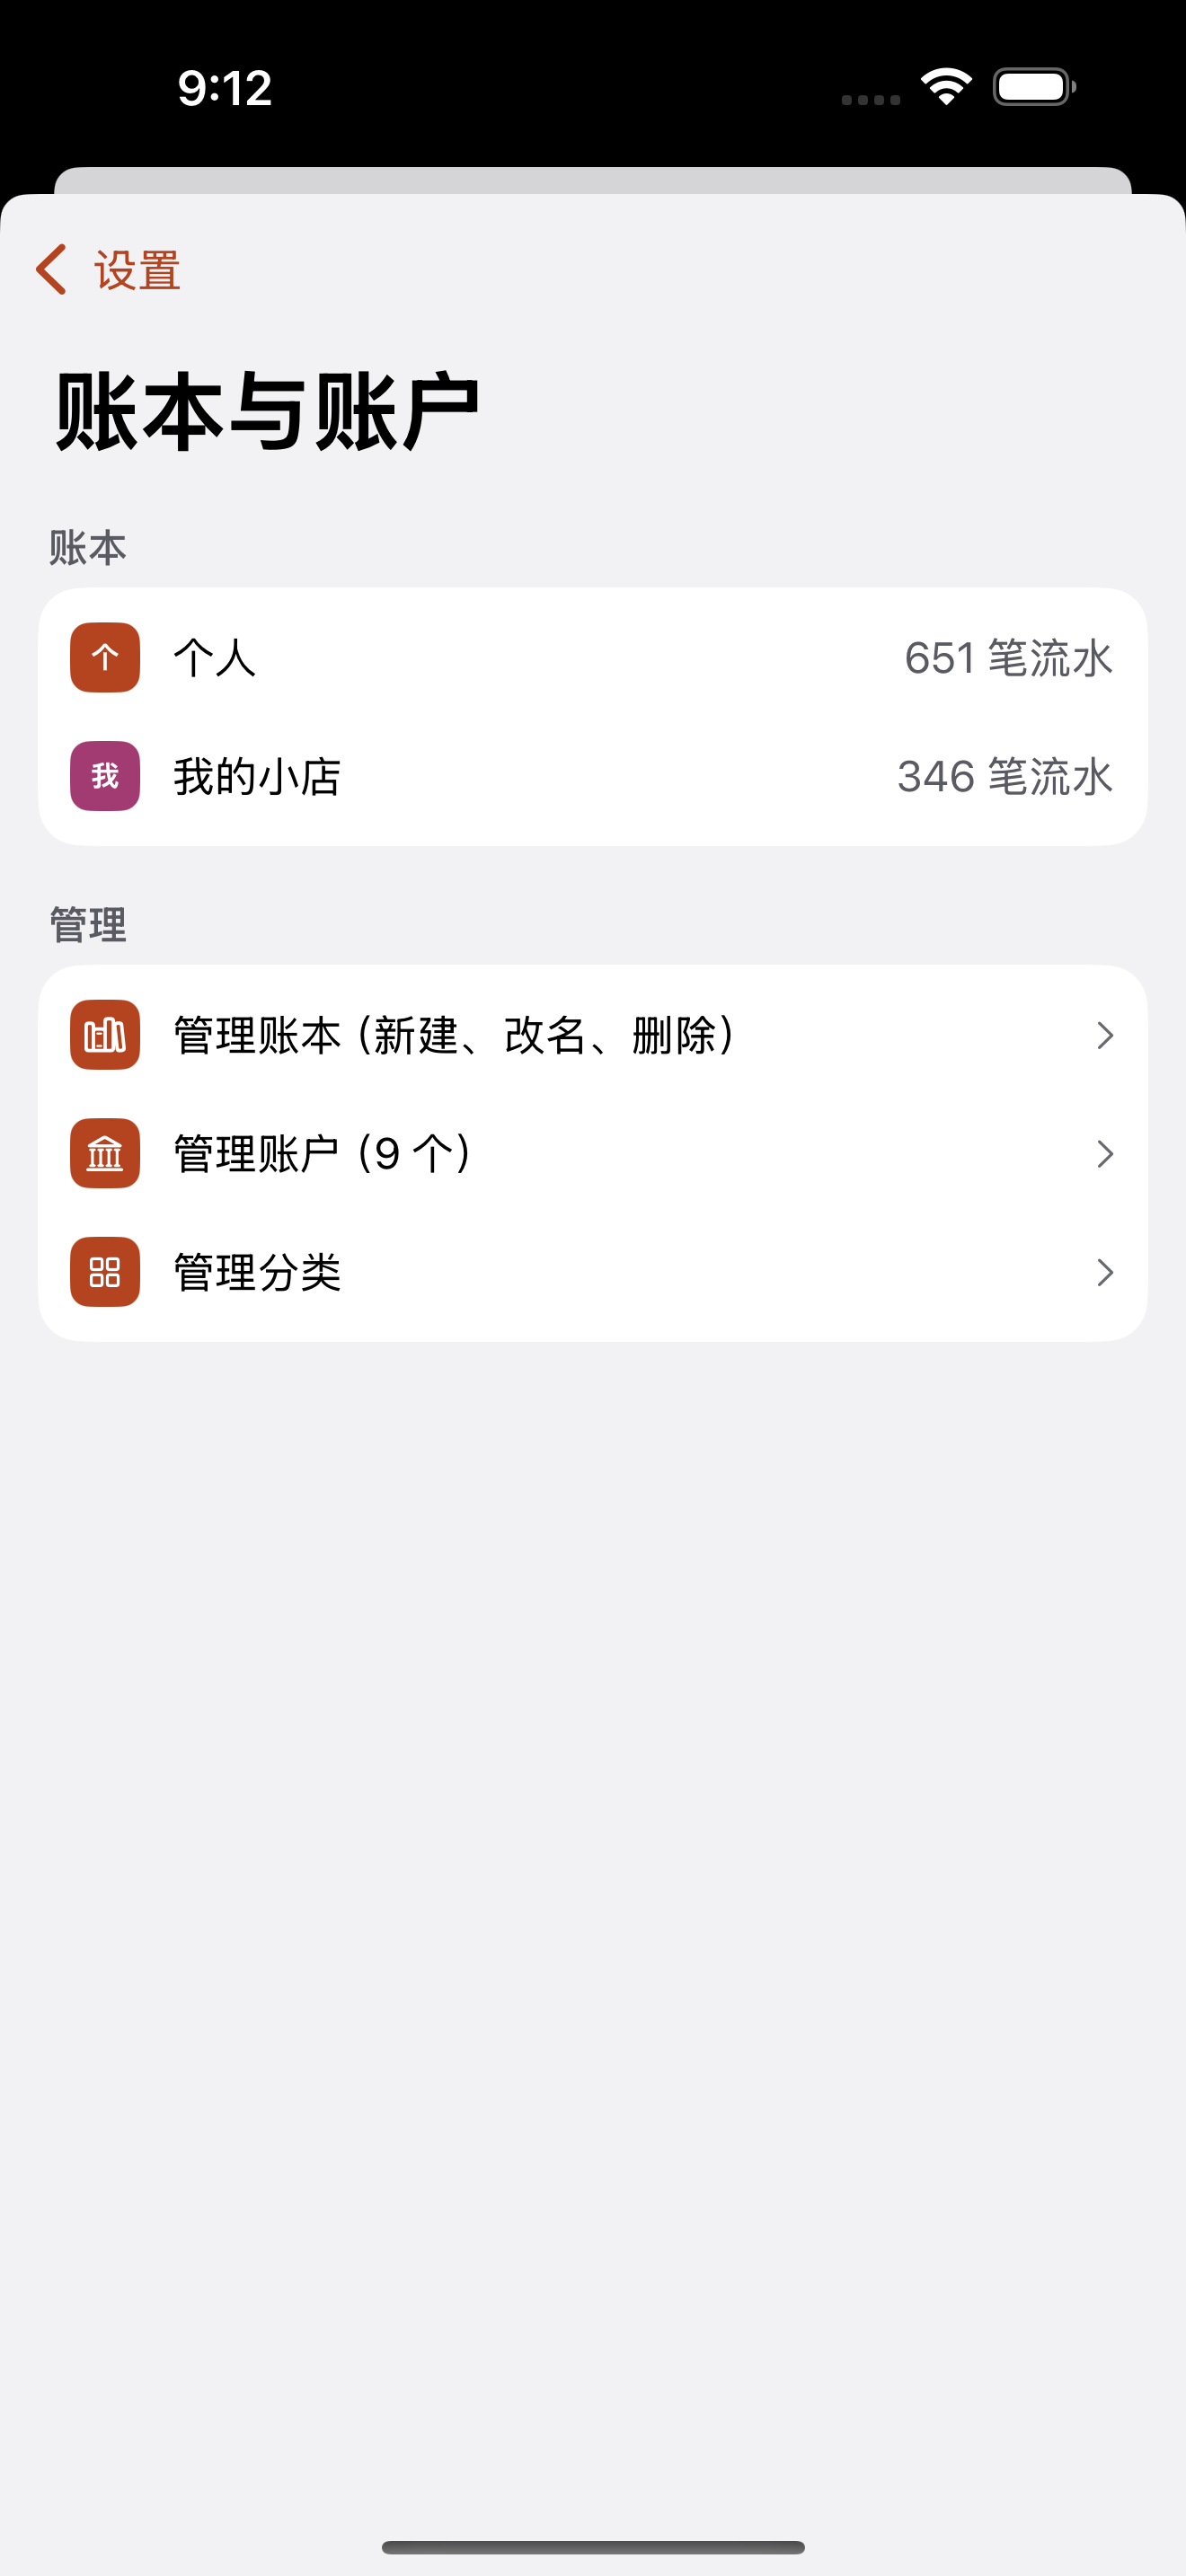 9:12
设置
账本与账户
账本
个 个人 651 笔流水
我 我的小店 346 笔流水
管理
管理账本（新建、改名、删除）
管理账户（9 个）
管理分类